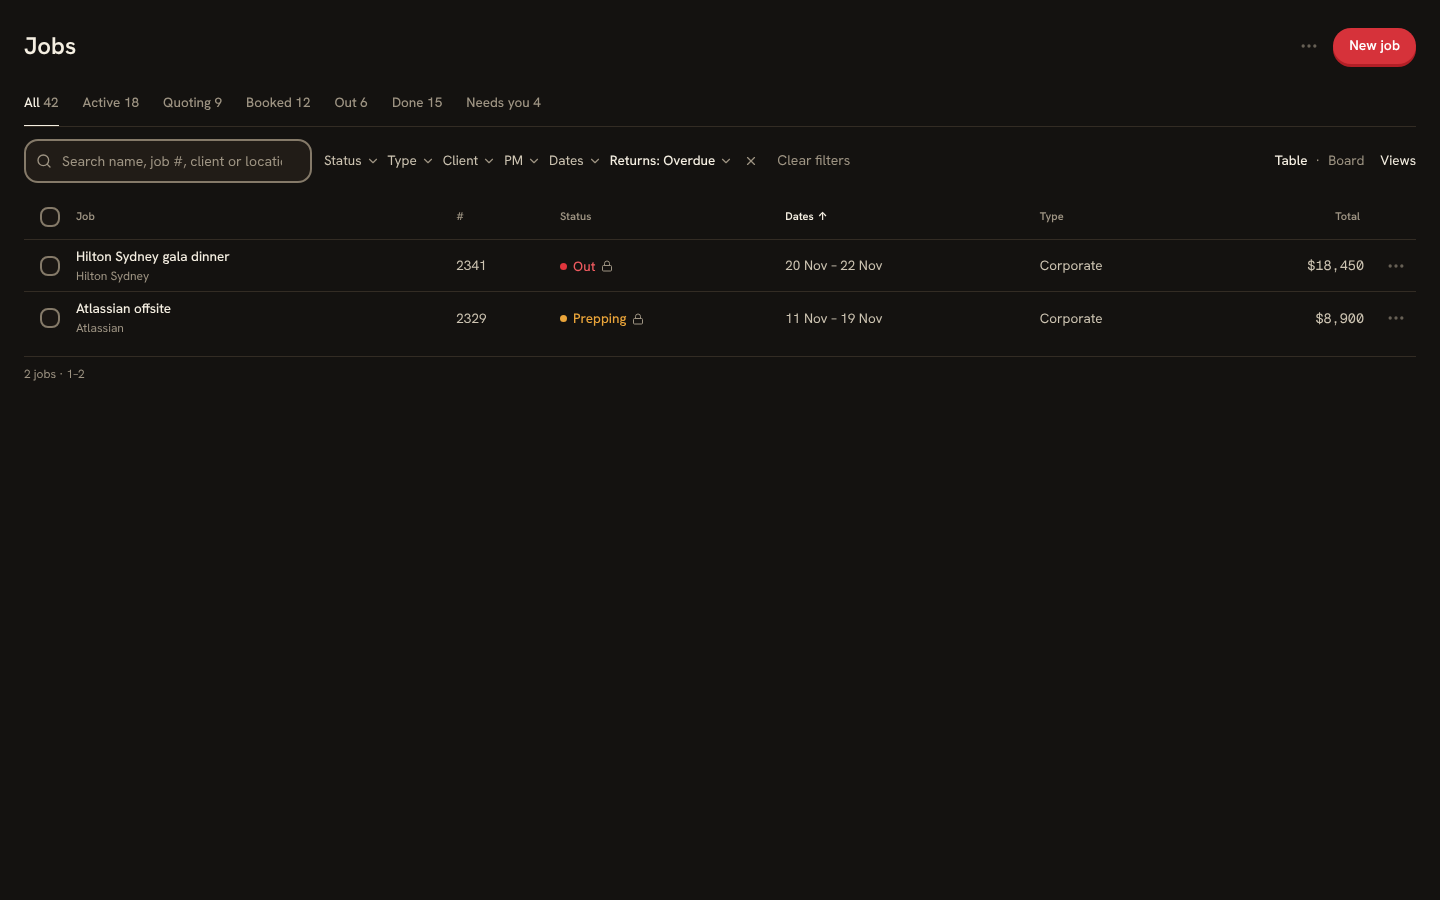 Jobs
New job
All 42 Active 18 Quoting 9 Booked 12 Out 6 Done 15 Needs you 4
Search name, job #, client or locati
Status Type Client PM Dates Returns: Overdue Clear filters Table · Board Views
Job # Status Dates ↑ Type Total
Hilton Sydney gala dinner
Hilton Sydney
2341 Out 20 Nov – 22 Nov Corporate $18,450
Atlassian offsite
Atlassian
2329 Prepping 11 Nov – 19 Nov Corporate $8,900
2 jobs · 1–2